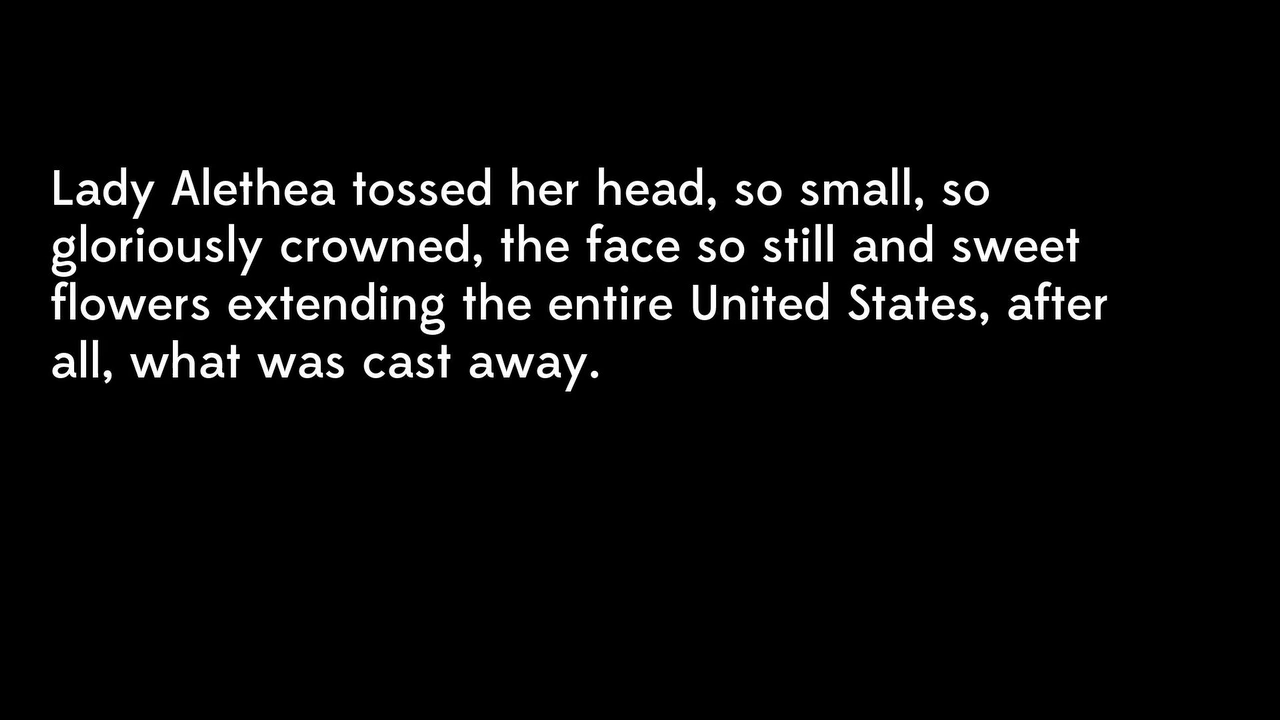 Lady Alethea tossed her head, so small, so
gloriously crowned, the face so still and sweet
flowers extending the entire United States, after
all, what was cast away.